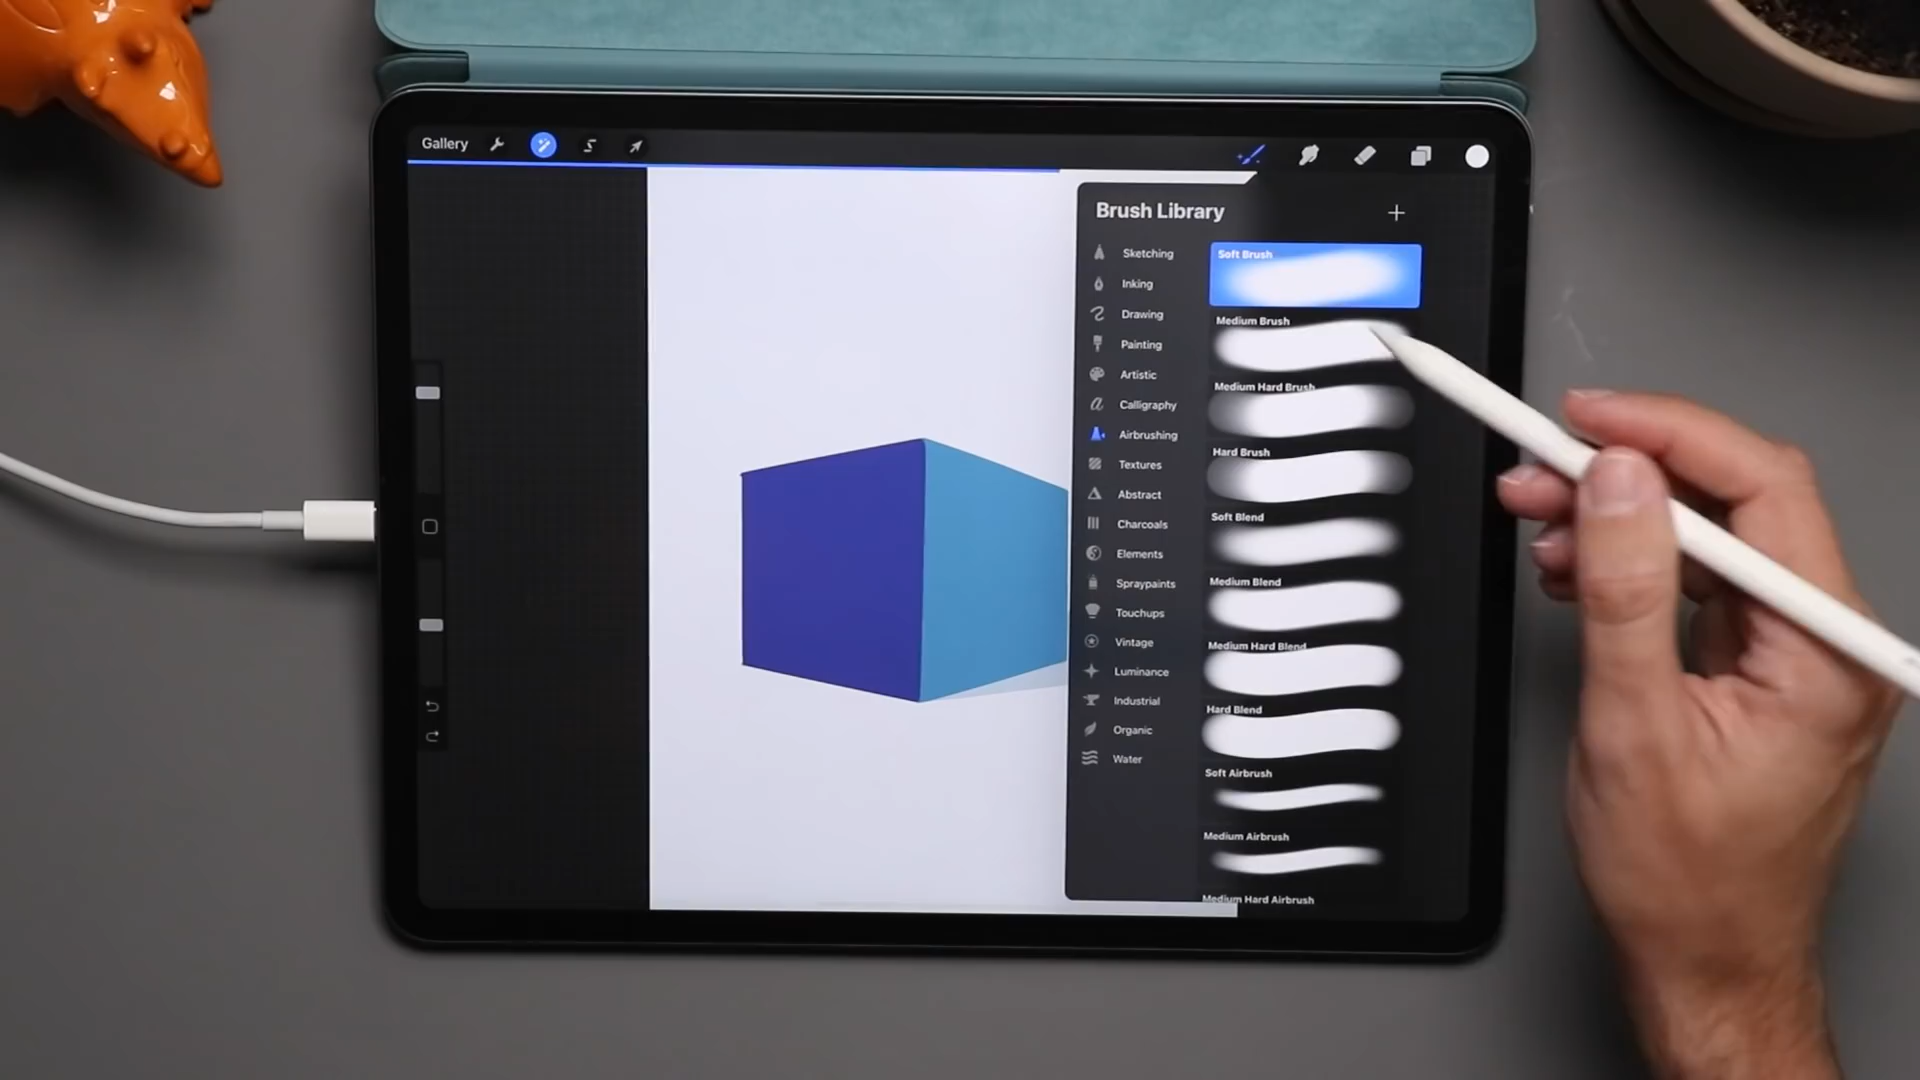 Gallery
Brush Library
Sketching
Inking
Drawing
Painting
Artistic
Calligraphy
Airbrushing
Textures
Abstract
Charcoals
Elements
Spraypaints
Touchups
Vintage
Luminance
Industrial
Organic
Water
Soft Brush
Medium Brush
Medium Hard Brush
Hard Brush
Soft Blend
Medium Blend
Medium Hard Blend
Hard Blend
Soft Airbrush
Medium Airbrush
Medium Hard Airbrush